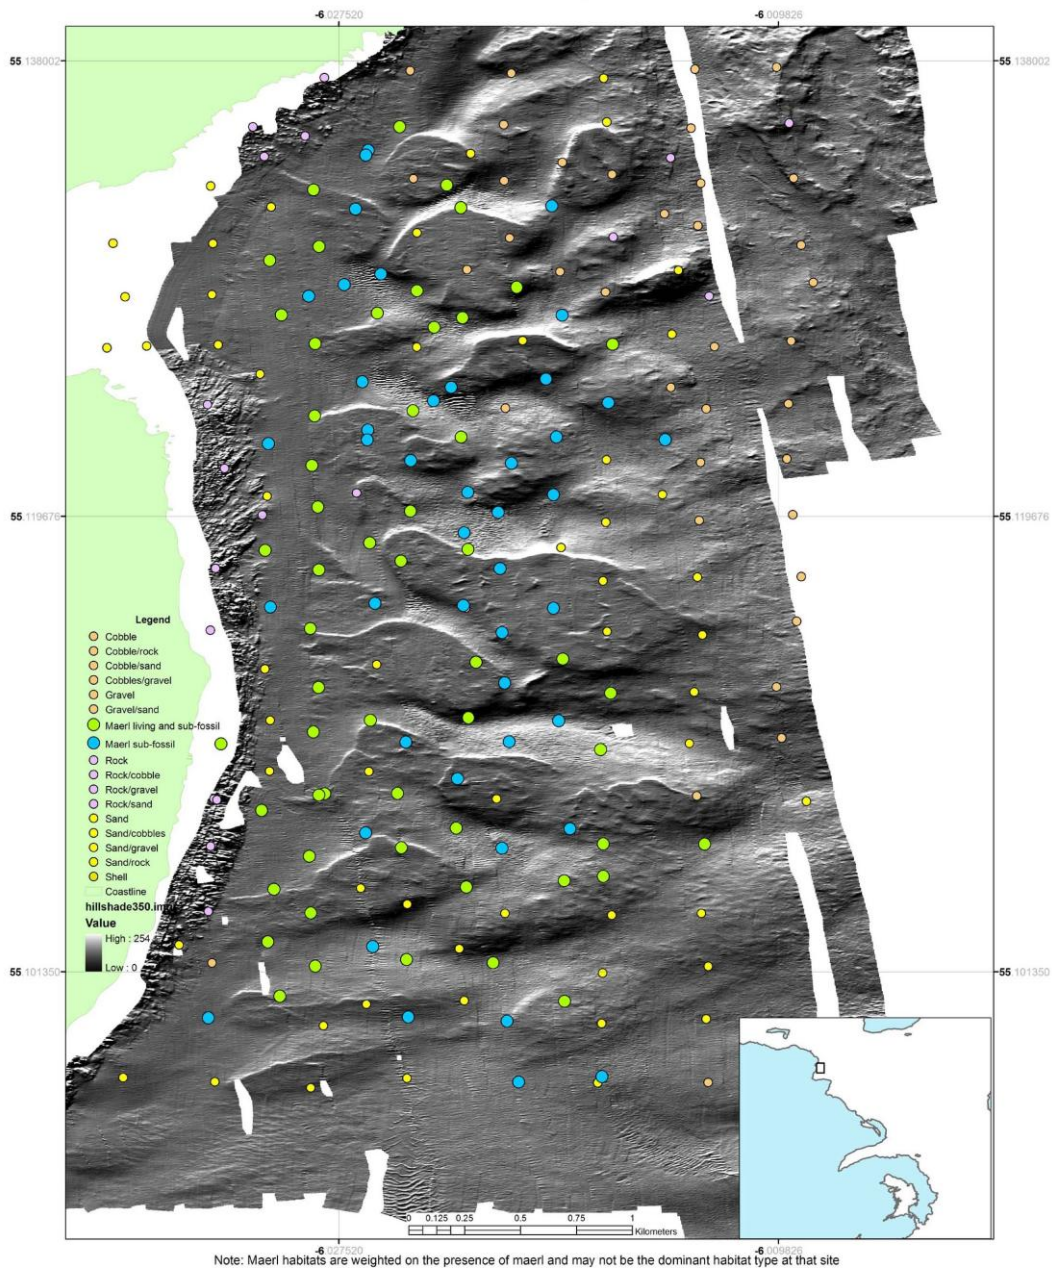 -6 027520 -6 009826
55 138002 55 138002
55 119676 55 119676
Legend
Cobble
Cobble/rock
Cobble/sand
Cobbles/gravel
Gravel
Gravel/sand
Maerl living and sub-fossil
Maerl sub-fossil
Rock
Rock/cobble
Rock/gravel
Rock/sand
Sand
Sand/cobbles
Sand/gravel
Sand/rock
Shell
Coastline
hillshade350.img
Value
High : 254
Low : 0
55 101350 55 101350
0 0.125 0.25 0.5 0.75 1
Kilometers
-6 027520 -6 009826
Note: Maerl habitats are weighted on the presence of maerl and may not be the dominant habitat type at that site